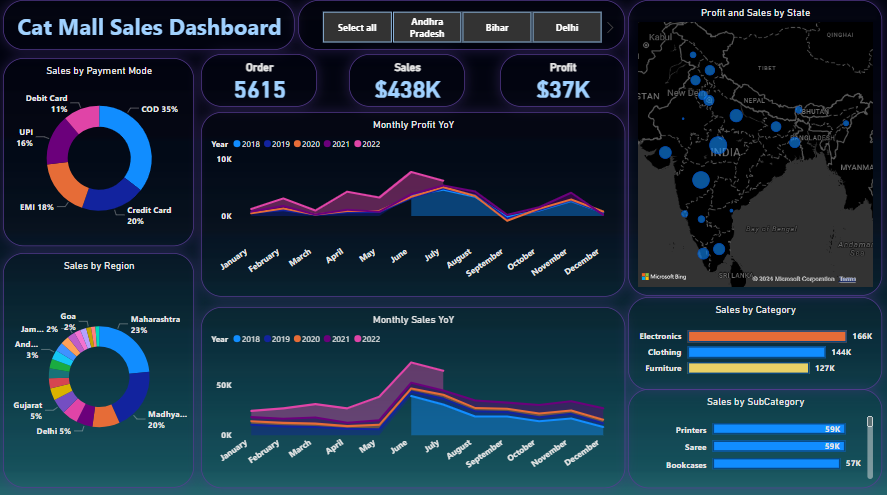 Cat Mall Sales Dashboard
Select all
Andhra
Pradesh
Bihar
Delhi
Sales by Payment Mode
Debit Card
11%
COD 35%
UPI
16%
EMI 18%
Credit Card
20%
Order
5615
Sales
$438K
Profit
$37K
Monthly Profit YoY
Year 2018 2019 2020 2021 2022
10K
0K
January
February
March
April
May
June
July
August
September
October
November
December
Profit and Sales by State
Kabul
QINGHAI
TIBET
STAN
New Delhi
NEPAL
BHUTAN
BANGLADESH
INDIA
MYANMA
Bay of Bengal
Andaman
Sea
SRI LANKA
Microsoft Bing
© 2024 Microsoft Corporation Terms
Sales by Region
Goa
2%
Jam... 2%
And...
3%
Maharashtra
23%
Gujarat
5%
Delhi 5%
Madhya...
20%
Monthly Sales YoY
Year 2018 2019 2020 2021 2022
50K
0K
January
February
March
April
May
June
July
August
September
October
November
December
Sales by Category
Electronics 166K
Clothing 144K
Furniture 127K
Sales by SubCategory
Printers 59K
Saree 59K
Bookcases 57K